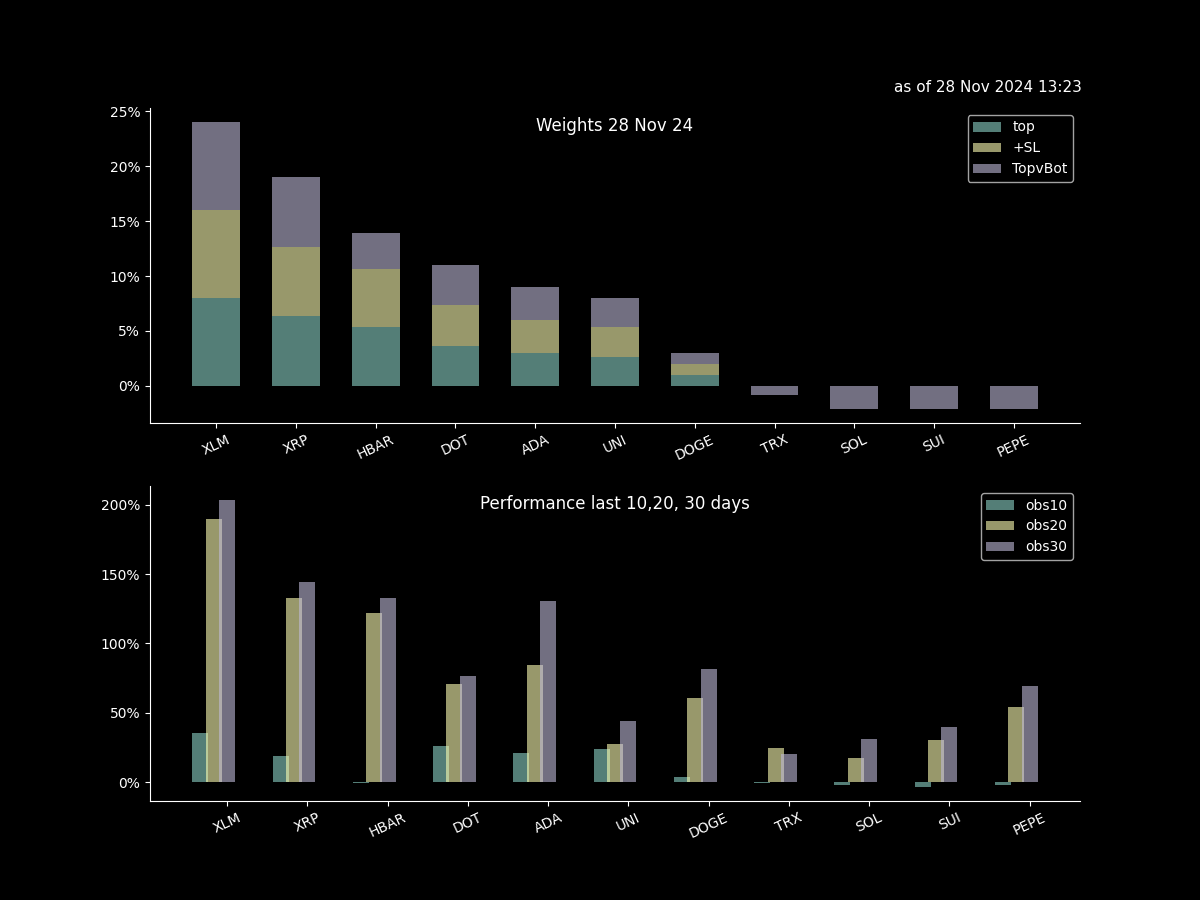 as of 28 Nov 2024 13:23
Weights 28 Nov 24
top
+SL
TopvBot
25%
20%
15%
10%
5%
0%
XLM XRP HBAR DOT ADA UNI DOGE TRX SOL SUI PEPE
Performance last 10,20, 30 days
obs10
obs20
obs30
200%
150%
100%
50%
0%
XLM XRP HBAR DOT ADA UNI DOGE TRX SOL SUI PEPE